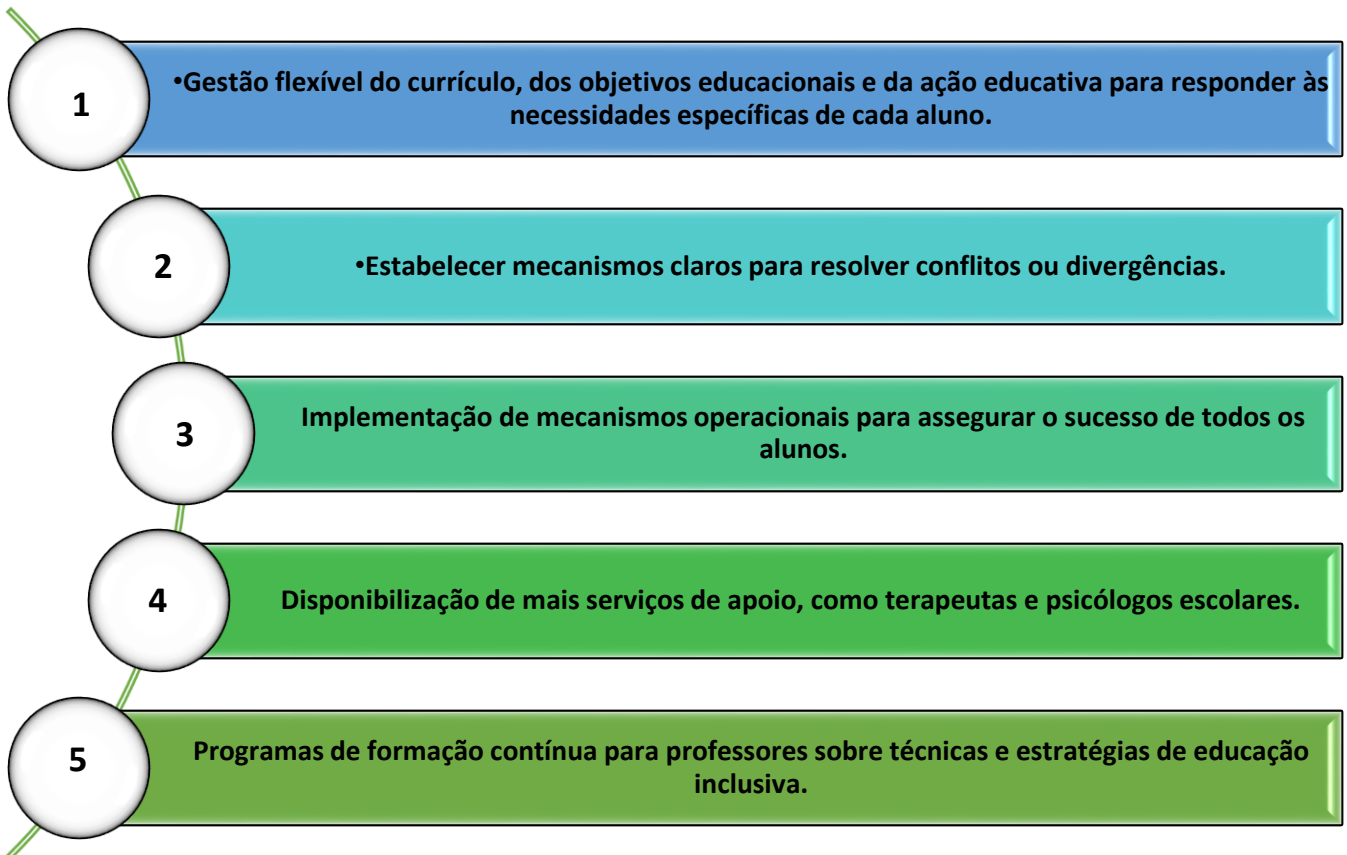 1
•Gestão flexível do currículo, dos objetivos educacionais e da ação educativa para responder às
necessidades específicas de cada aluno.
2
•Estabelecer mecanismos claros para resolver conflitos ou divergências.
3
Implementação de mecanismos operacionais para assegurar o sucesso de todos os
alunos.
4
Disponibilização de mais serviços de apoio, como terapeutas e psicólogos escolares.
5
Programas de formação contínua para professores sobre técnicas e estratégias de educação
inclusiva.